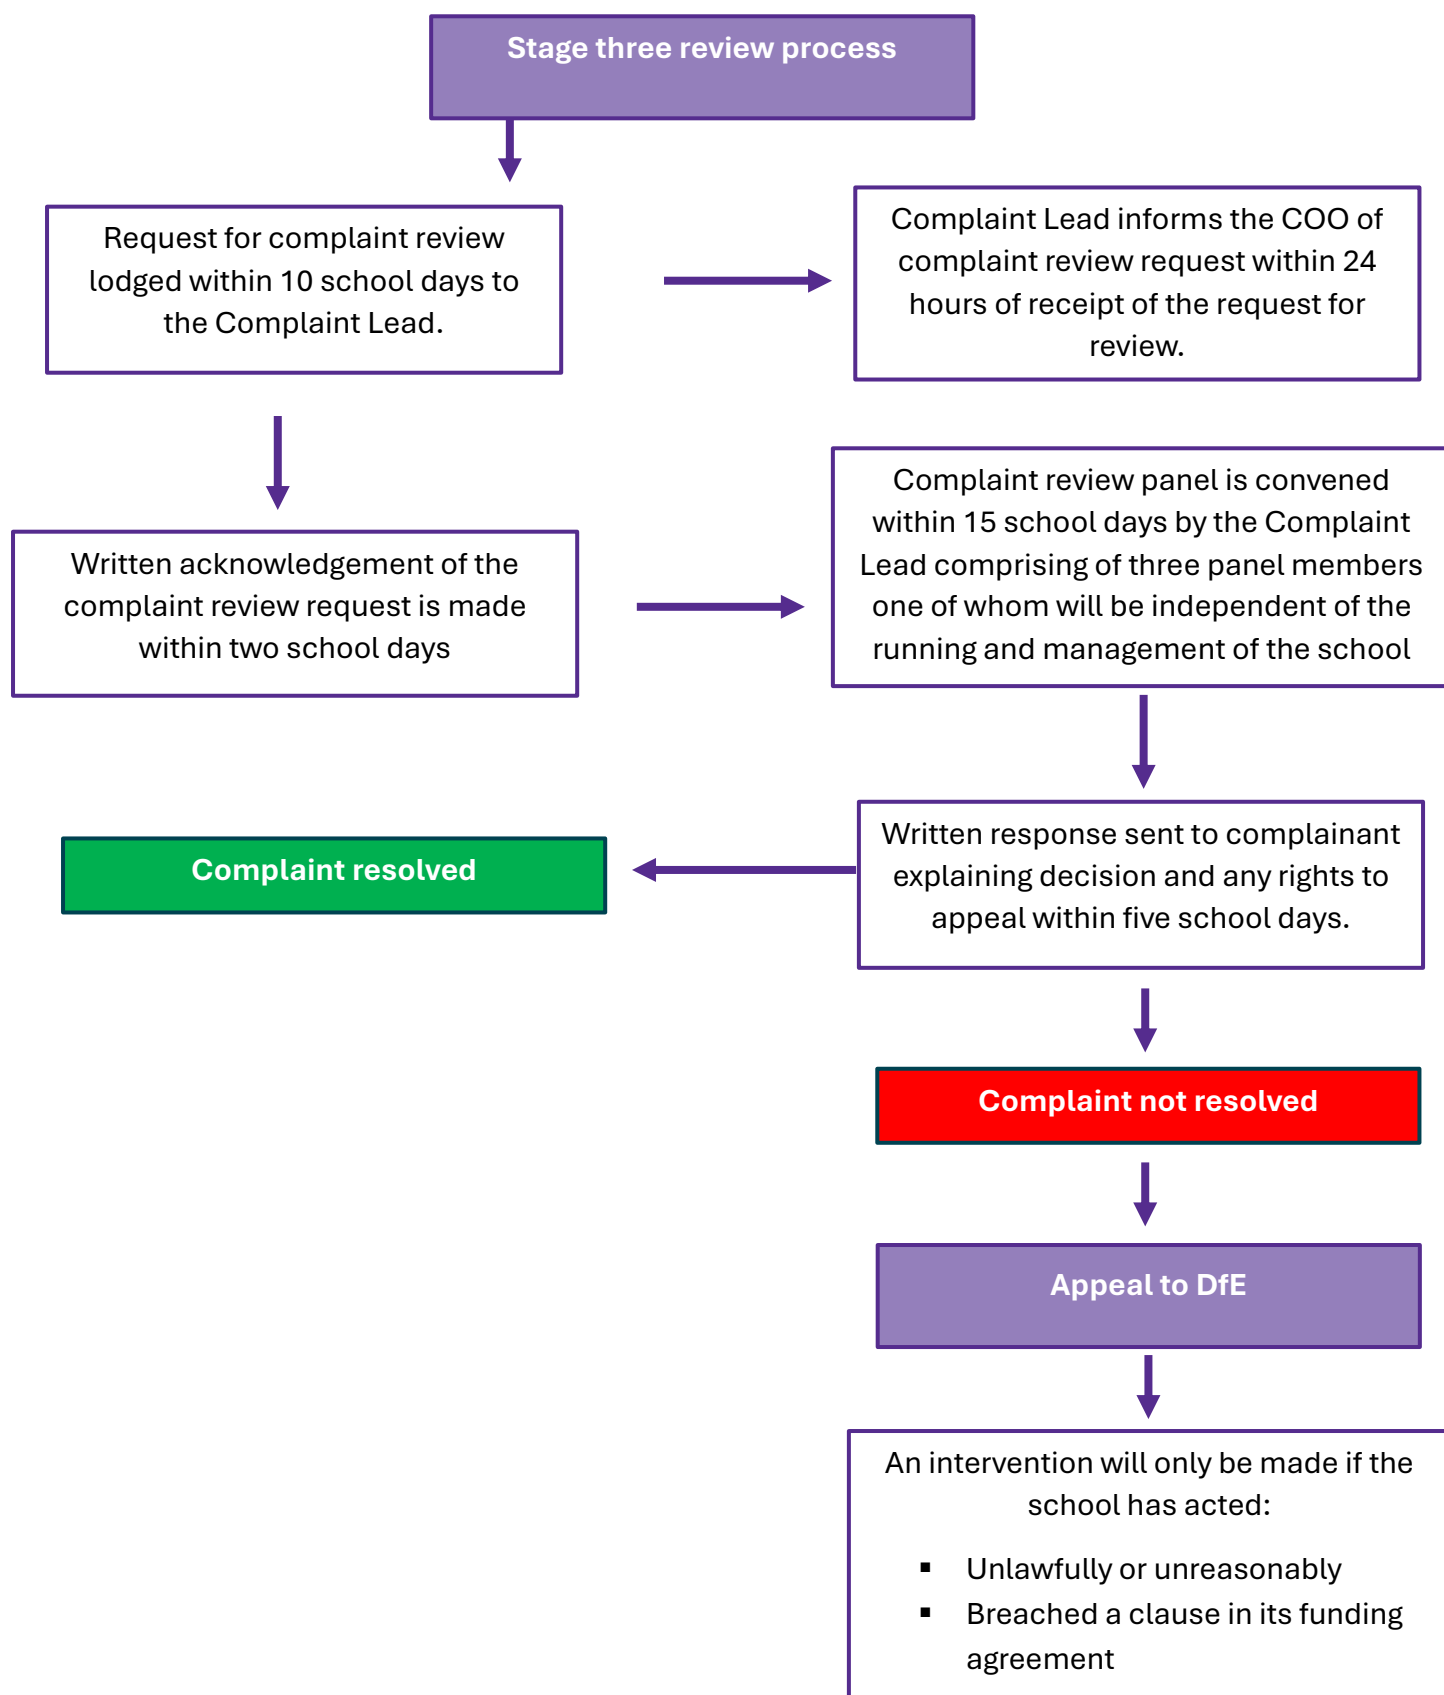 Stage three review process
Request for complaint review
lodged within 10 school days to
the Complaint Lead.
Complaint Lead informs the COO of
complaint review request within 24
hours of receipt of the request for
review.
Written acknowledgement of the
complaint review request is made
within two school days
Complaint review panel is convened
within 15 school days by the Complaint
Lead comprising of three panel members
one of whom will be independent of the
running and management of the school
Written response sent to complainant
explaining decision and any rights to
appeal within five school days.
Complaint resolved
Complaint not resolved
Appeal to DfE
An intervention will only be made if the
school has acted:
▪ Unlawfully or unreasonably
▪ Breached a clause in its funding
agreement